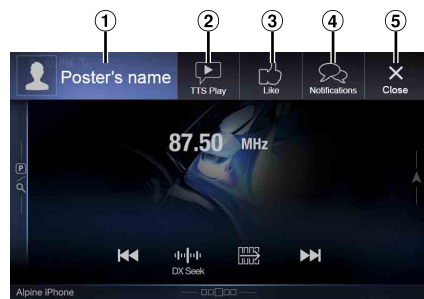 1 2 3 4 5
Poster's name
TTS Play
Like
Notifications
Close
87.50 MHz
P
DX Seek
Alpine iPhone